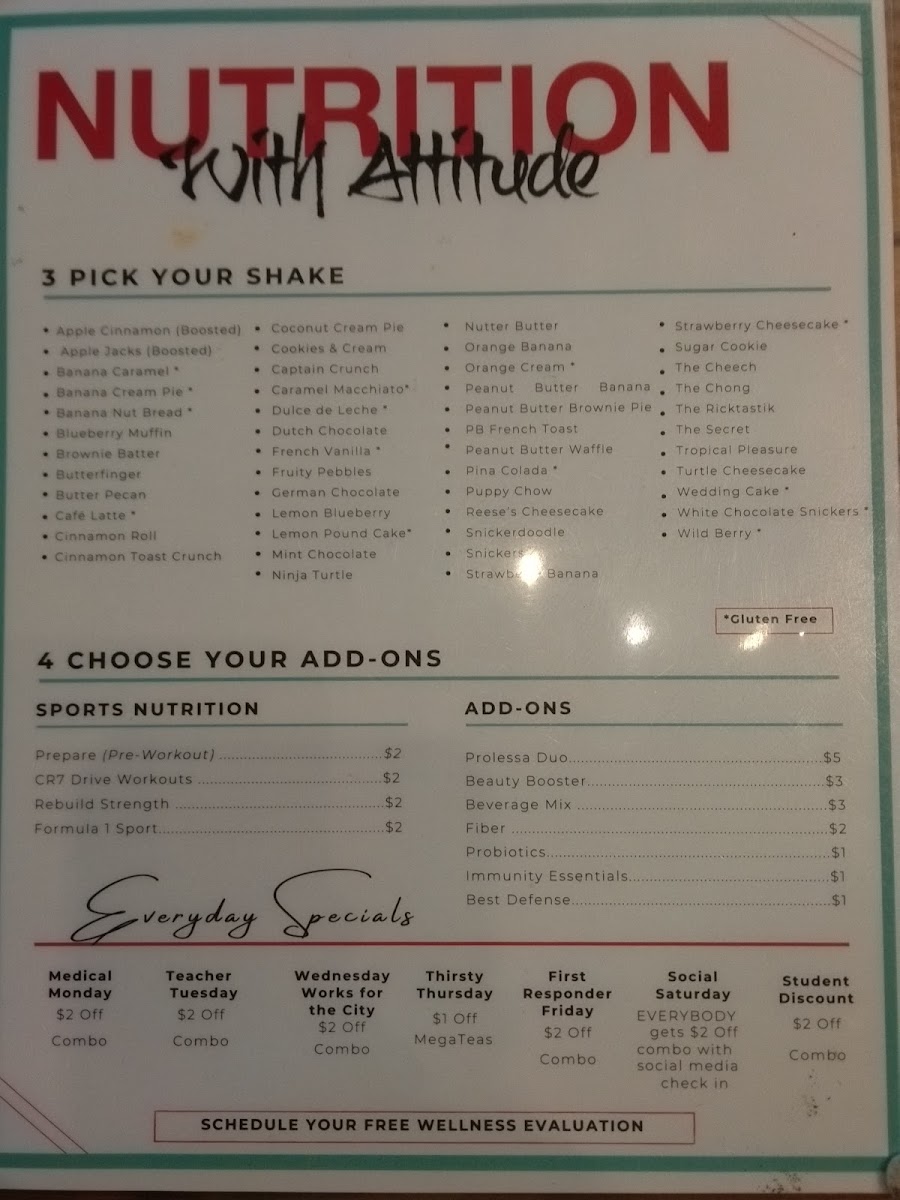 NUTRITION
With Attitude
3 PICK YOUR SHAKE
• Apple Cinnamon (Boosted)
• Apple Jacks (Boosted)
• Banana Caramel *
• Banana Cream Pie *
• Banana Nut Bread *
• Blueberry Muffin
• Brownie Batter
• Butterfinger
• Butter Pecan
• Café Latte *
• Cinnamon Roll
• Cinnamon Toast Crunch
• Coconut Cream Pie
• Cookies & Cream
• Captain Crunch
• Caramel Macchiato*
• Dulce de Leche *
• Dutch Chocolate
• French Vanilla *
• Fruity Pebbles
• German Chocolate
• Lemon Blueberry
• Lemon Pound Cake*
• Mint Chocolate
• Ninja Turtle
• Nutter Butter
• Orange Banana
• Orange Cream *
• Peanut Butter Banana
• Peanut Butter Brownie Pie
• PB French Toast
• Peanut Butter Waffle
• Pina Colada *
• Puppy Chow
• Reese's Cheesecake
• Snickerdoodle
• Snickers
• Strawberry Banana
• Strawberry Cheesecake *
• Sugar Cookie
• The Cheech
• The Chong
• The Ricktastik
• The Secret
• Tropical Pleasure
• Turtle Cheesecake
• Wedding Cake *
• White Chocolate Snickers *
• Wild Berry *
*Gluten Free
4 CHOOSE YOUR ADD-ONS
SPORTS NUTRITION
Prepare (Pre-Workout) $2
CR7 Drive Workouts $2
Rebuild Strength $2
Formula 1 Sport $2
ADD-ONS
Prolessa Duo $5
Beauty Booster $3
Beverage Mix $3
Fiber $2
Probiotics $1
Immunity Essentials $1
Best Defense $1
Everyday Specials
Medical
Monday
$2 Off
Combo
Teacher
Tuesday
$2 Off
Combo
Wednesday
Works for
the City
$2 Off
Combo
Thirsty
Thursday
$1 Off
MegaTeas
First
Responder
Friday
$2 Off
Combo
Social
Saturday
EVERYBODY
gets $2 Off
combo with
social media
check in
Student
Discount
$2 Off
Combo
SCHEDULE YOUR FREE WELLNESS EVALUATION